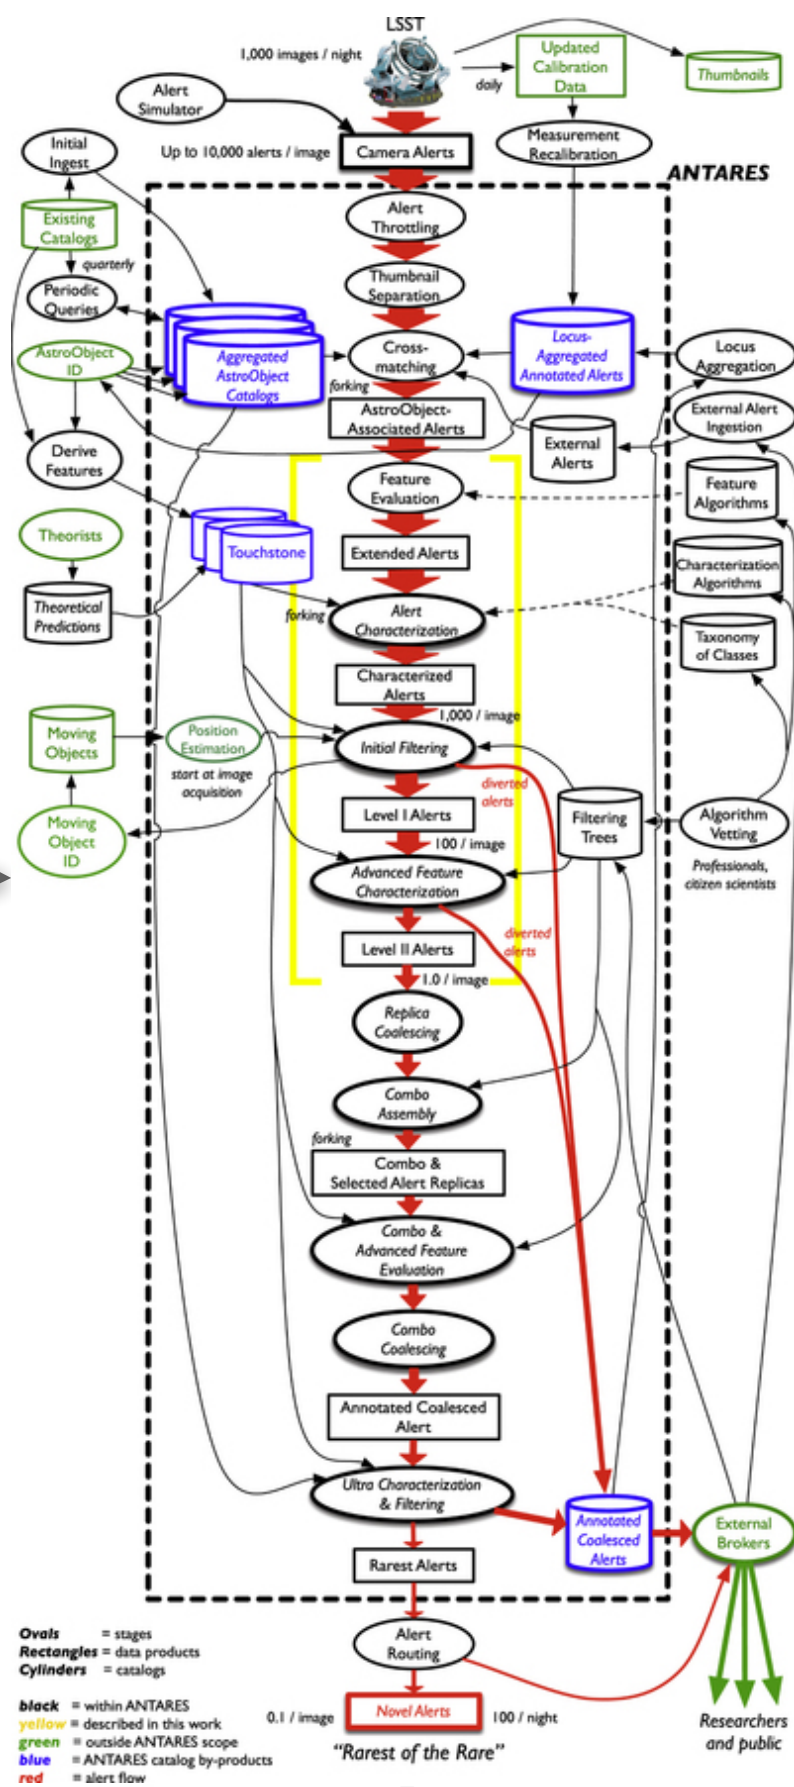 LSST
1,000 images / night
Updated
Calibration
Data
daily
Thumbnails
Alert
Simulator
Initial
Ingest
Up to 10,000 alerts / image
Camera Alerts
Measurement
Recalibration
ANTARES
Existing
Catalogs
Alert
Throttling
quarterly
Periodic
Queries
Thumbnail
Separation
AstroObject
ID
Aggregated
AstroObject
Catalogs
Cross-
matching
Locus-
Aggregated
Annotated Alerts
Locus
Aggregation
forking
AstroObject-
Associated Alerts
External Alert
Ingestion
External
Alerts
Derive
Features
Feature
Evaluation
Feature
Algorithms
Theorists
Touchstone
Extended Alerts
Characterization
Algorithms
Theoretical
Predictions
forking
Alert
Characterization
Taxonomy
of Classes
Characterized
Alerts
1,000 / image
Moving
Objects
Position
Estimation
start at image
acquisition
Initial Filtering
diverted
alerts
Moving
Object
ID
Level I Alerts
Filtering
Trees
Algorithm
Vetting
Professionals,
citizen scientists
100 / image
Advanced Feature
Characterization
diverted
alerts
Level II Alerts
1.0 / image
Replica
Coalescing
Combo
Assembly
forking
Combo &
Selected Alert Replicas
Combo &
Advanced Feature
Evaluation
Combo
Coalescing
Annotated Coalesced
Alert
Ultra Characterization
& Filtering
Annotated
Coalesced
Alerts
External
Brokers
Rarest Alerts
Alert
Routing
0.1 / image
Novel Alerts
100 / night
"Rarest of the Rare"
Researchers
and public
Ovals = stages
Rectangles = data products
Cylinders = catalogs
black = within ANTARES
yellow = described in this work
green = outside ANTARES scope
blue = ANTARES catalog by-products
red = alert flow